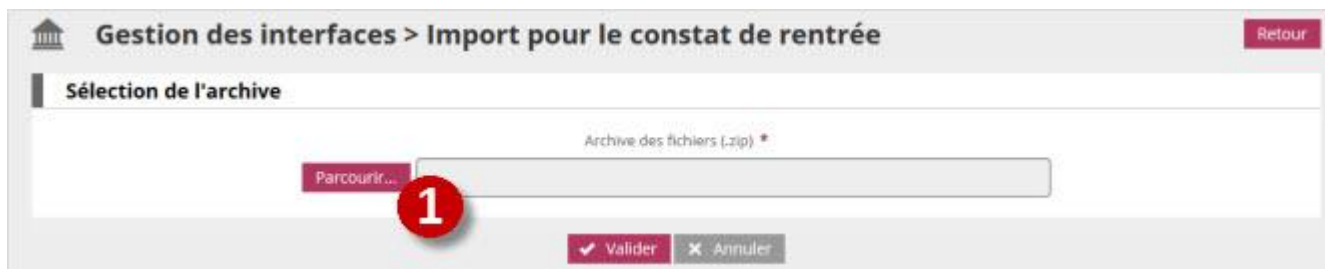 Gestion des interfaces > Import pour le constat de rentrée
Retour
Sélection de l'archive
Archive des fichiers (.zip) *
Parcourir...
1
Valider
Annuler